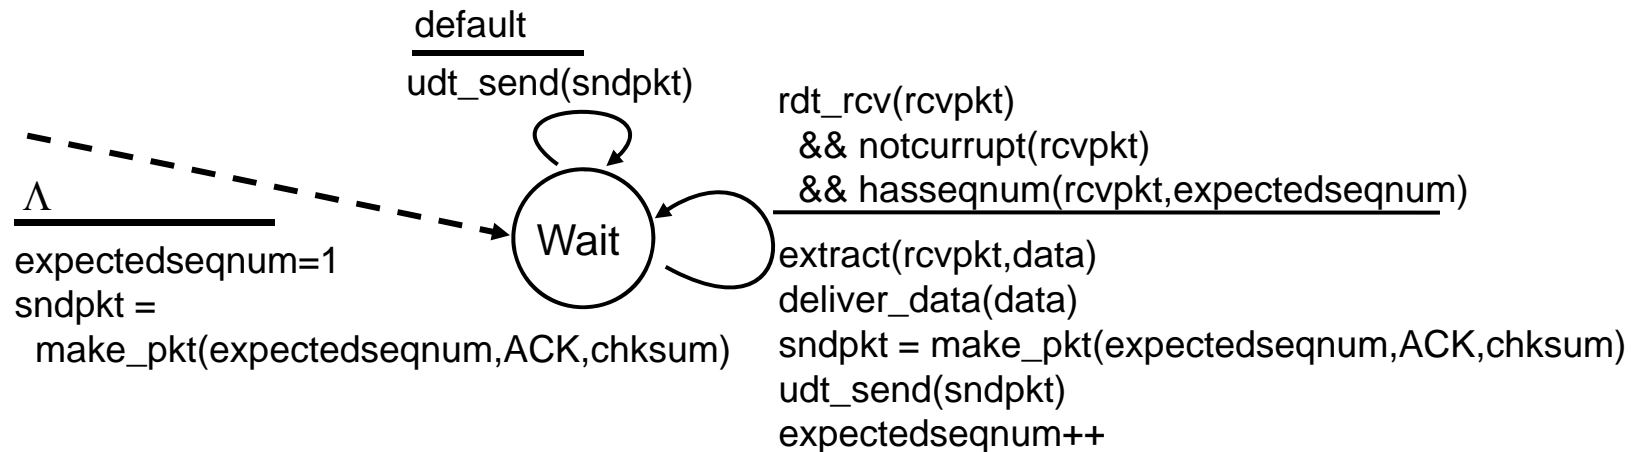 default
udt_send(sndpkt)
rdt_rcv(rcvpkt)
&& notcurrupt(rcvpkt)
&& hasseqnum(rcvpkt,expectedseqnum)
Λ
expectedseqnum=1
sndpkt =
make_pkt(expectedseqnum,ACK,chksum)
Wait
extract(rcvpkt,data)
deliver_data(data)
sndpkt = make_pkt(expectedseqnum,ACK,chksum)
udt_send(sndpkt)
expectedseqnum++